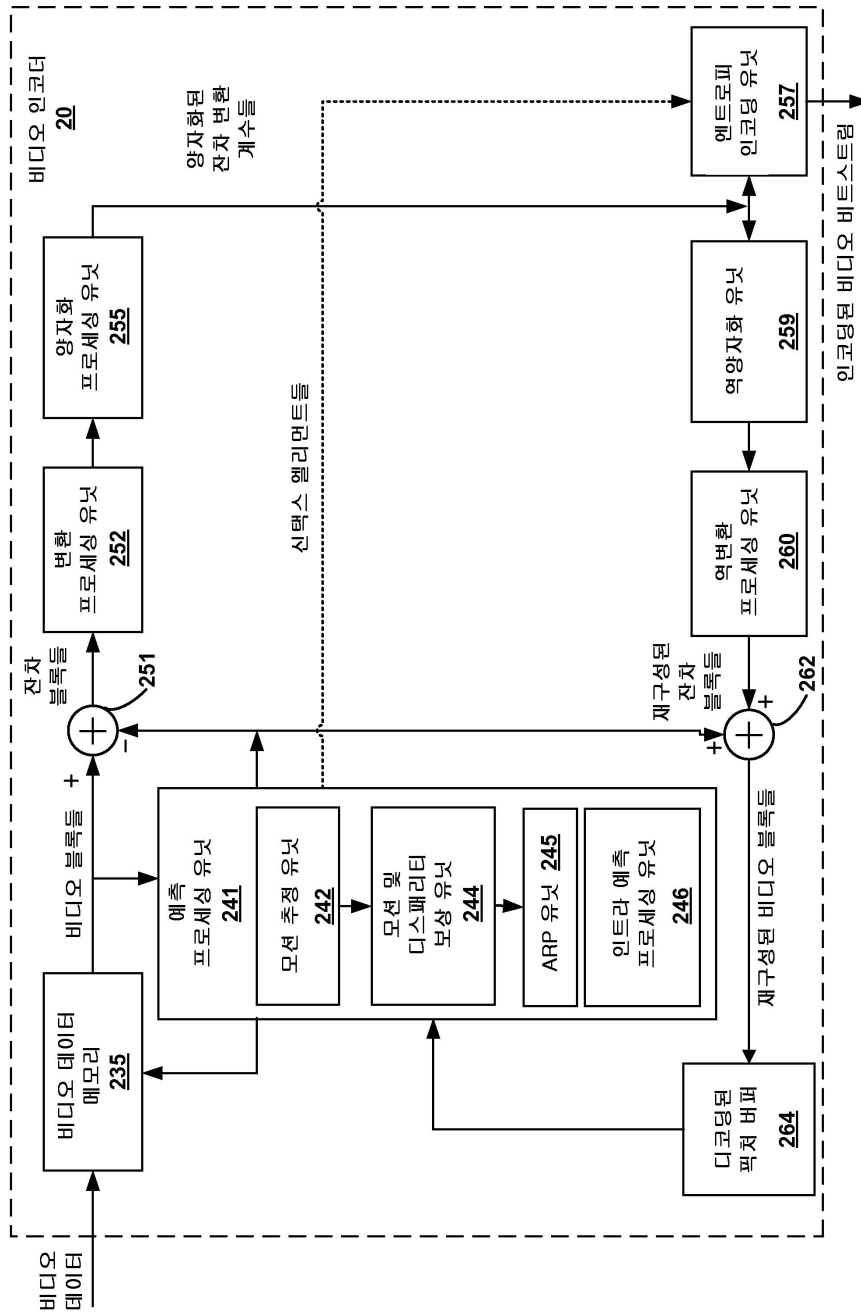 비디오 인코더
20
비디오
데이터
비디오 데이터
메모리
235
비디오 블록들
+
−
251
잔차
블록들
변환
프로세싱 유닛
252
양자화
프로세싱 유닛
255
양자화된
잔차 변환
계수들
예측
프로세싱 유닛
241
모션 추정 유닛
242
모션 및
디스패리티
보상 유닛
244
ARP 유닛 245
인트라 예측
프로세싱 유닛
246
신택스 엘리먼트들
디코딩된
픽처 버퍼
264
재구성된 비디오 블록들
+
+
262
재구성된
잔차
블록들
역변환
프로세싱 유닛
260
역양자화 유닛
259
엔트로피
인코딩 유닛
257
인코딩된 비디오 비트스트림